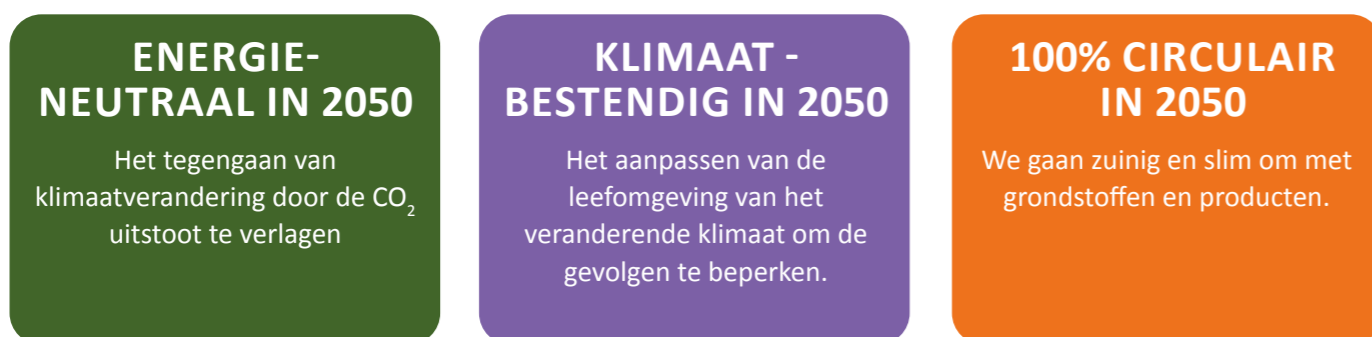 ENERGIE-
NEUTRAAL IN 2050
Het tegengaan van
klimaatverandering door de CO₂
uitstoot te verlagen
KLIMAAT -
BESTENDIG IN 2050
Het aanpassen van de
leefomgeving van het
veranderende klimaat om de
gevolgen te beperken.
100% CIRCULAIR
IN 2050
We gaan zuinig en slim om met
grondstoffen en producten.